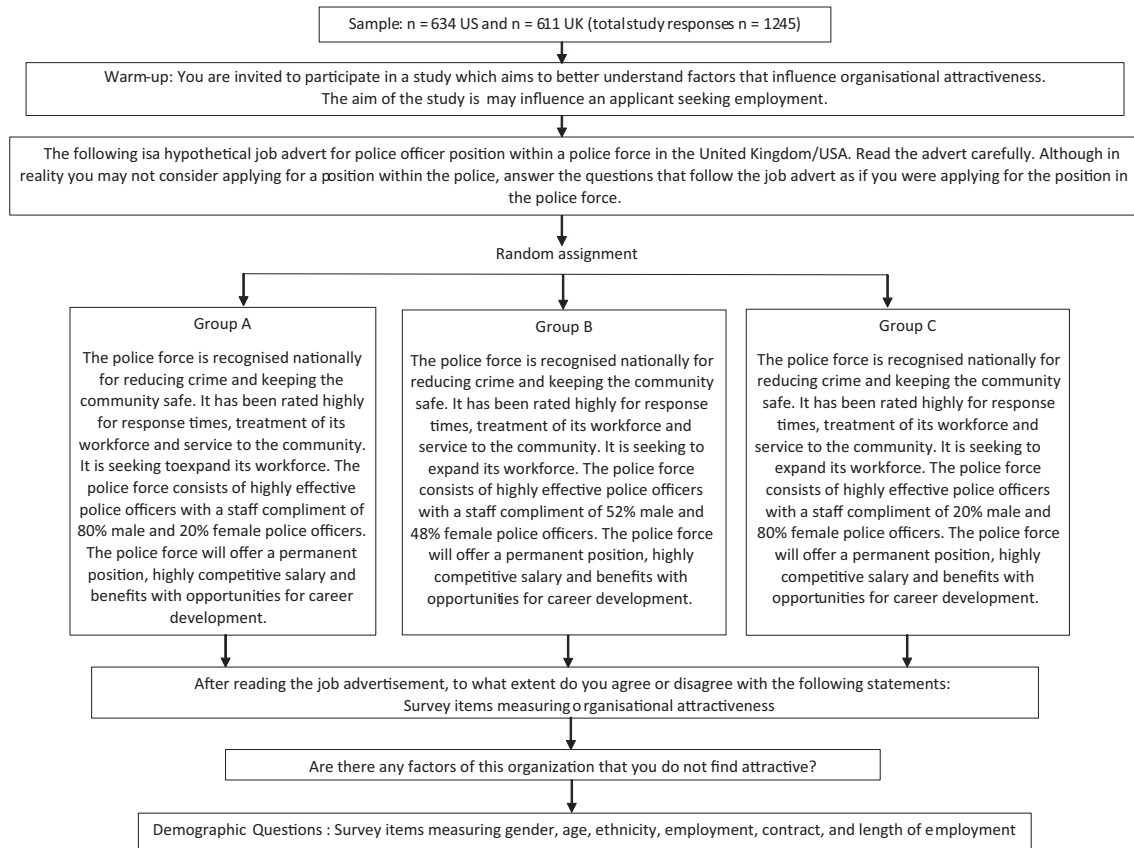 Sample: n = 634 US and n = 611 UK (total study responses n = 1245)
Warm-up: You are invited to participate in a study which aims to better understand factors that influence organisational attractiveness.
The aim of the study is may influence an applicant seeking employment.
The following isa hypothetical job advert for police officer position within a police force in the United Kingdom/USA. Read the advert carefully. Although in
reality you may not consider applying for a position within the police, answer the questions that follow the job advert as if you were applying for the position in
the police force.
Random assignment
Group A
The police force is recognised nationally
for reducing crime and keeping the
community safe. It has been rated highly
for response times, treatment of its
workforce and service to the community.
It is seeking toexpand its workforce. The
police force consists of highly effective
police officers with a staff compliment of
80% male and 20% female police officers.
The police force will offer a permanent
position, highly competitive salary and
benefits with opportunities for career
development.
Group B
The police force is recognised nationally for
reducing crime and keeping the community
safe. It has been rated highly for response
times, treatment of its workforce and
service to the community. It is seeking to
expand its workforce. The police force
consists of highly effective police officers
with a staff compliment of 52% male and
48% female police officers. The police force
will offer a permanent position, highly
competitive salary and benefits with
opportunities for career development.
Group C
The police force is recognised nationally for
reducing crime and keeping the community
safe. It has been rated highly for response
times, treatment of its workforce and
service to the community. It is seeking to
expand its workforce. The police force
consists of highly effective police officers
with a staff compliment of 20% male and
80% female police officers. The police force
will offer a permanent position, highly
competitive salary and benefits with
opportunities for career development.
After reading the job advertisement, to what extent do you agree or disagree with the following statements:
Survey items measuring organisational attractiveness
Are there any factors of this organization that you do not find attractive?
Demographic Questions : Survey items measuring gender, age, ethnicity, employment, contract, and length of employment